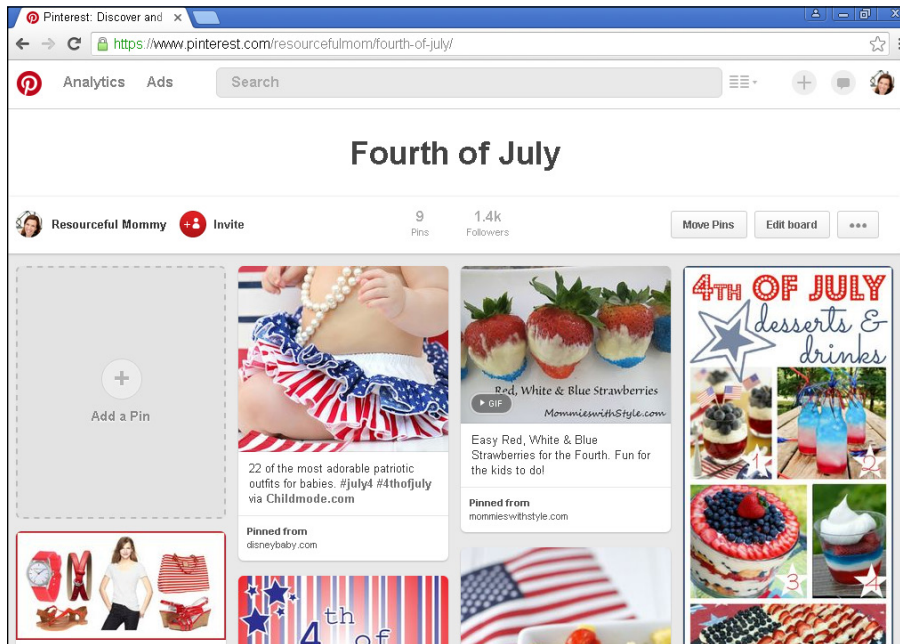 Pinterest: Discover and
https://www.pinterest.com/resourcefulmom/fourth-of-july/
Analytics Ads Search
Fourth of July
Resourceful Mommy Invite
9
Pins
1.4k
Followers
Move Pins Edit board
Add a Pin
22 of the most adorable patriotic
outfits for babies. #july4 #4thofjuly
via Childmode.com
Pinned from
disneybaby.com
4th
of
Red, White & Blue Strawberries
GIF
MommieswithStyle.com
Easy Red, White & Blue
Strawberries for the Fourth. Fun for
the kids to do!
Pinned from
mommieswithstyle.com
4TH OF JULY
desserts &
drinks
1 2
3 4